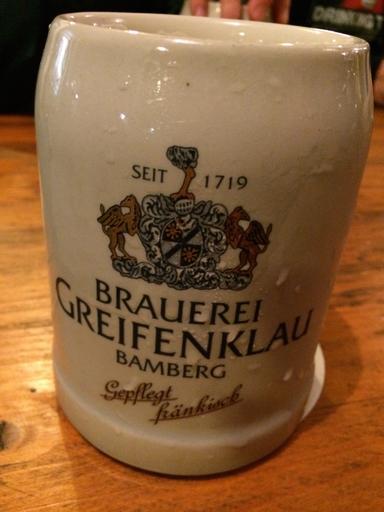 SEIT 1719
BRAUEREI
GREIFENKLAU
BAMBERG
Gepflegt
fränkisch